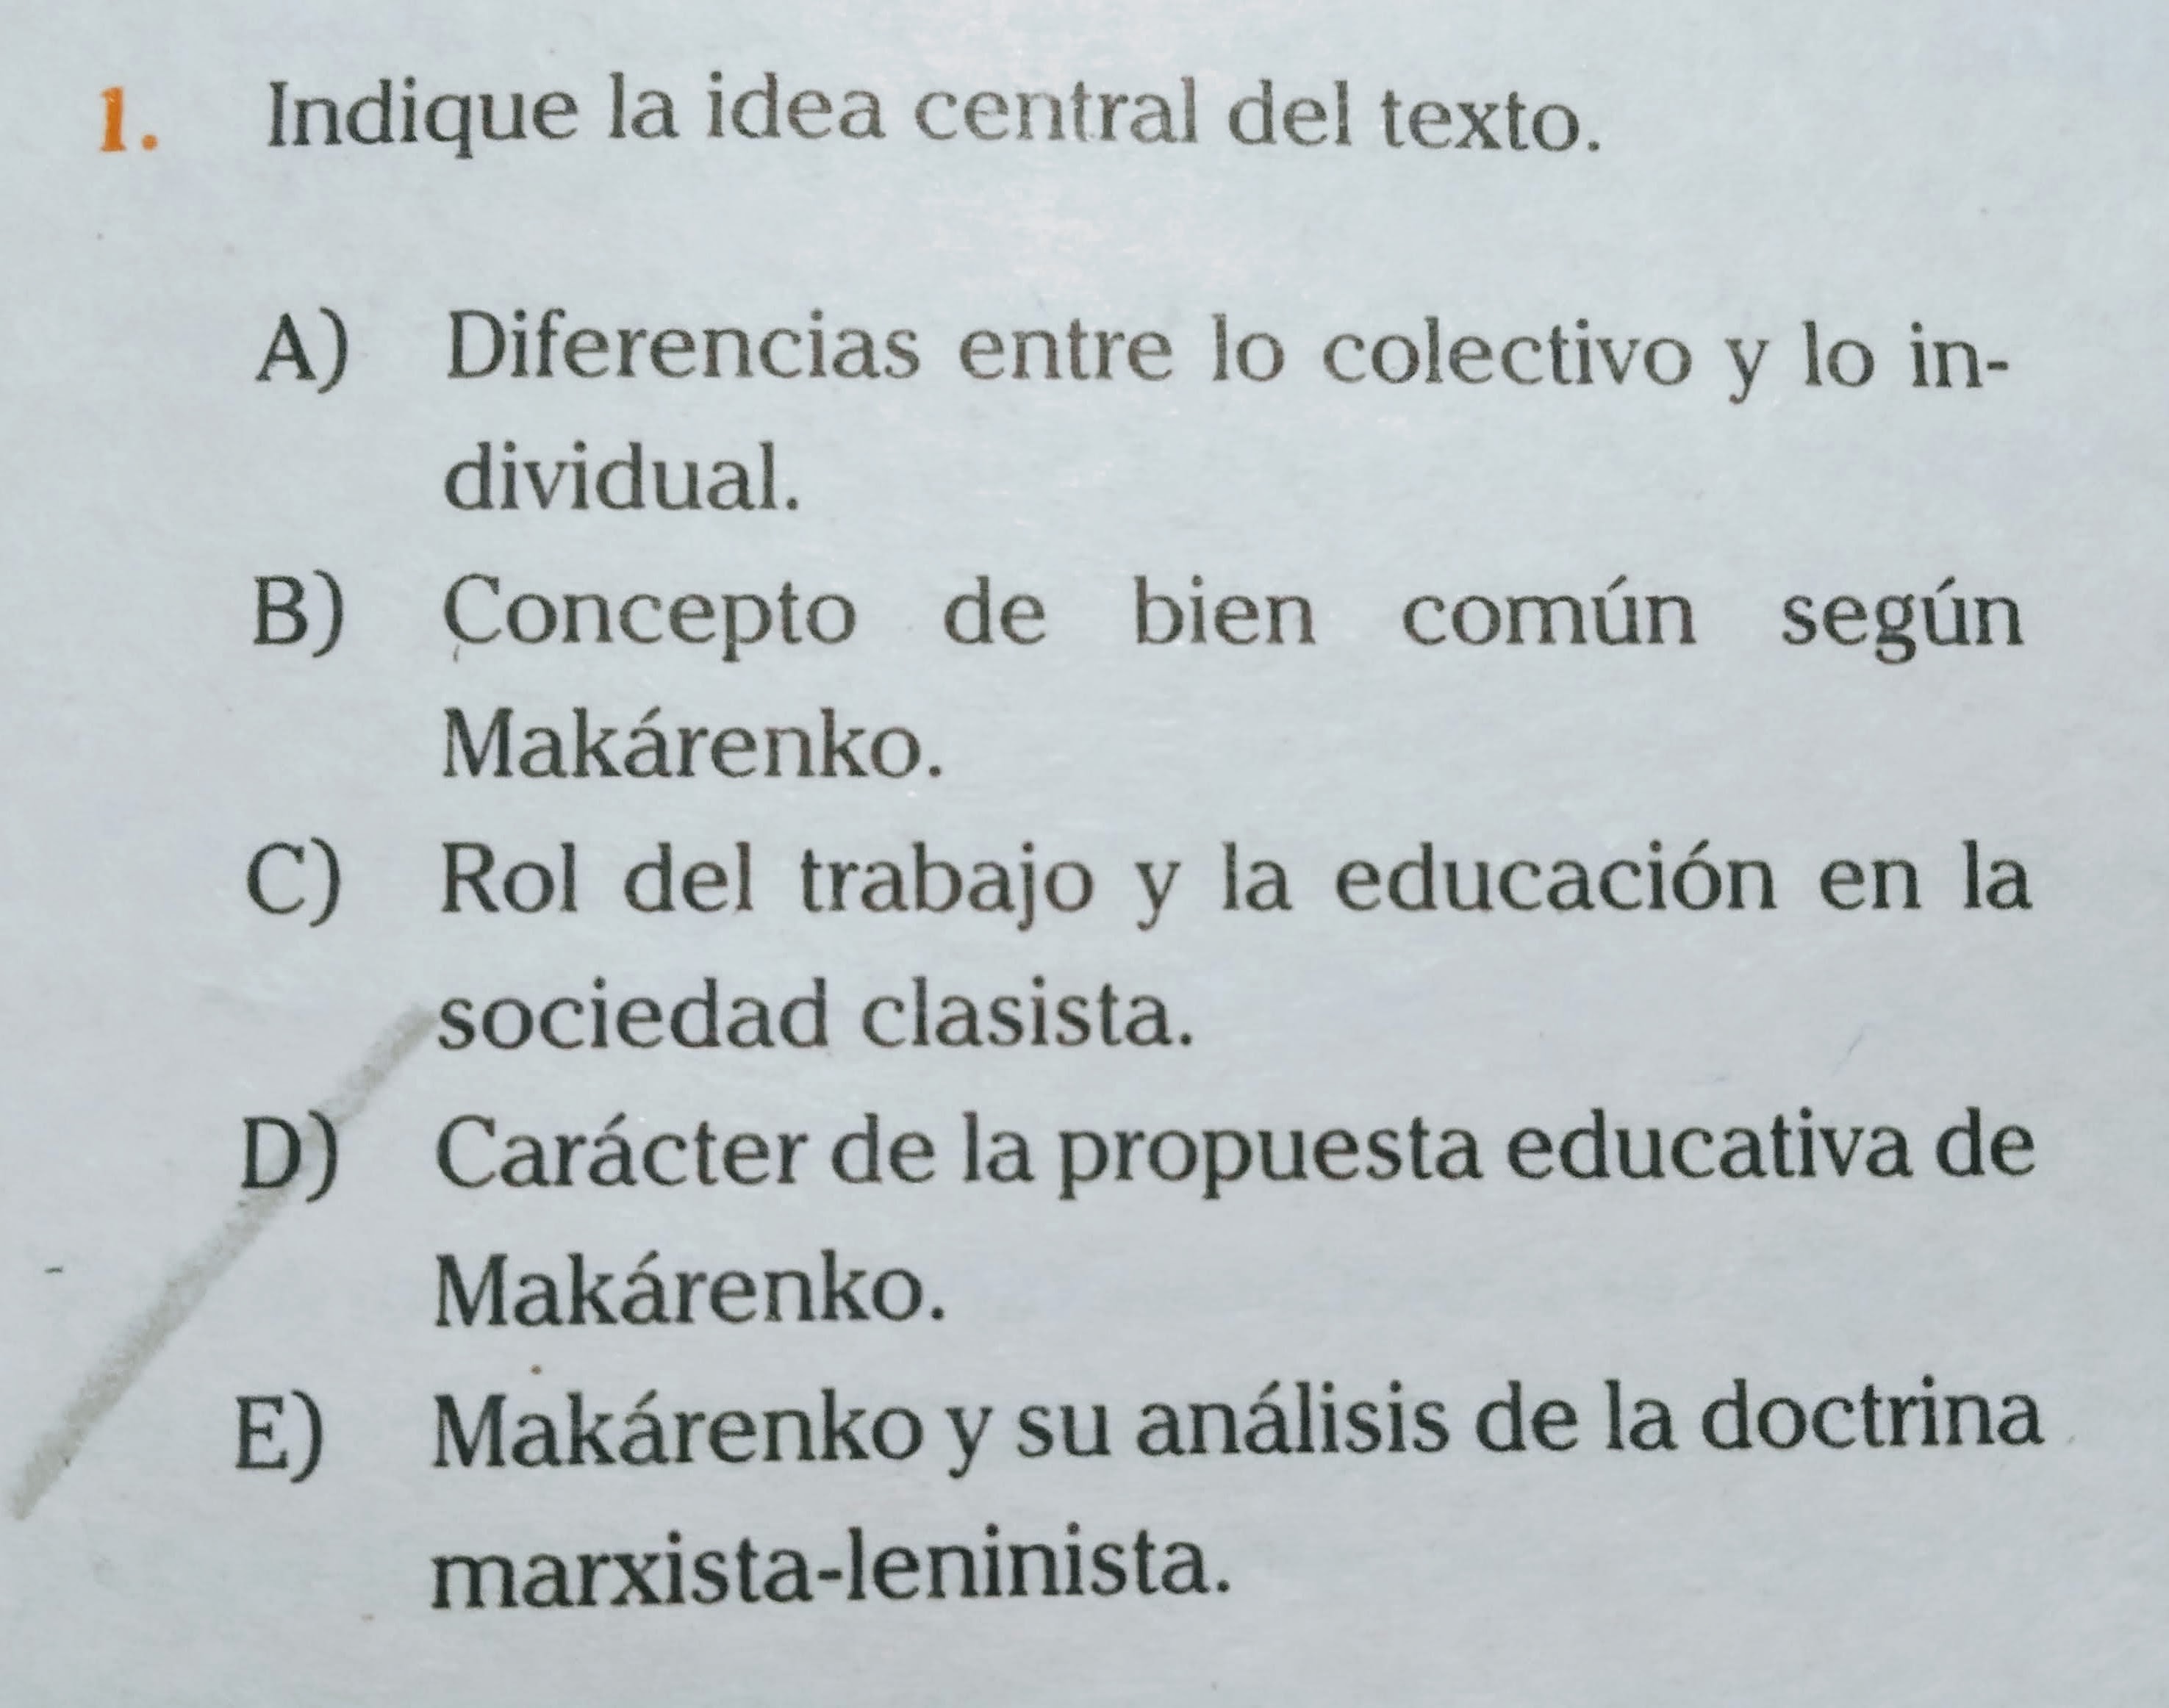 1. Indique la idea central del texto.
A) Diferencias entre lo colectivo y lo in-
dividual.
B) Concepto de bien común según
Makárenko.
C) Rol del trabajo y la educación en la
sociedad clasista.
D) Carácter de la propuesta educativa de
Makárenko.
E) Makárenko y su análisis de la doctrina
marxista-leninista.